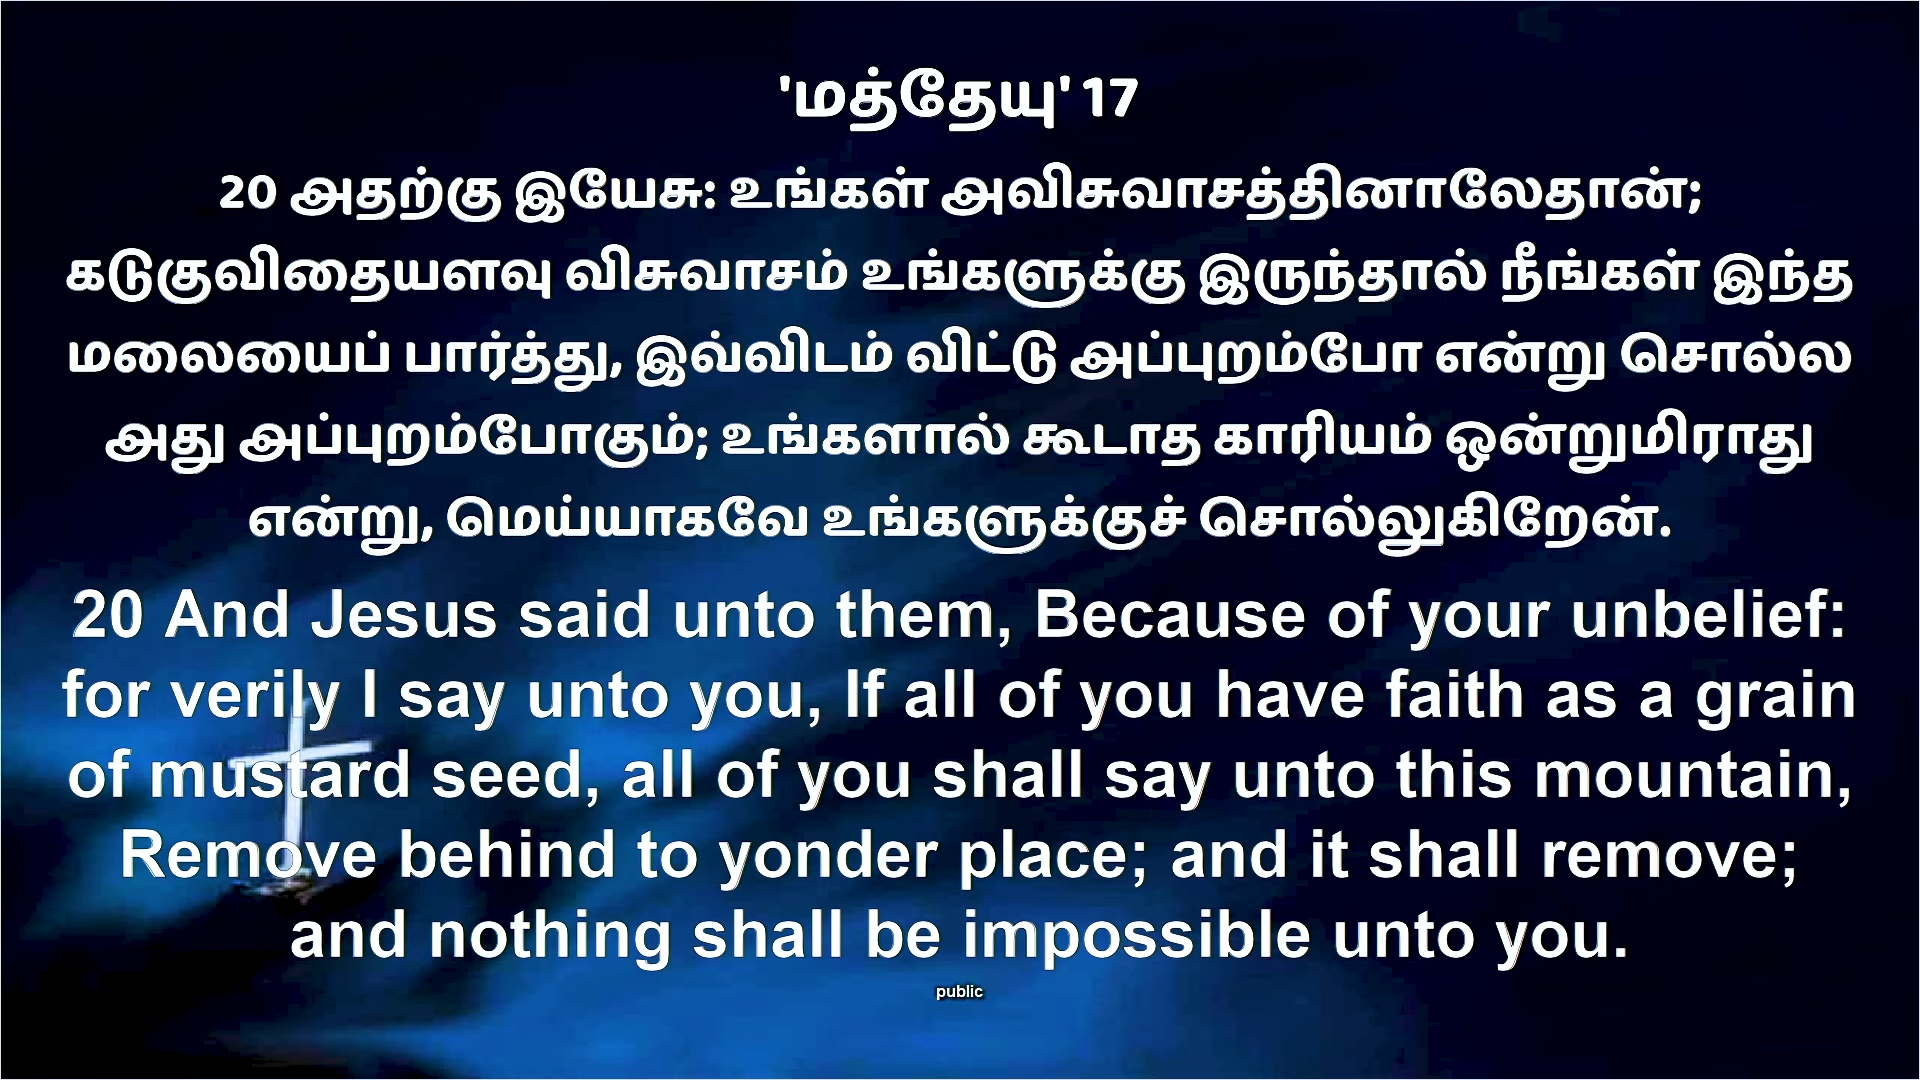 'மத்தேயு' 17
20 அதற்கு இயேசு: உங்கள் அவிசுவாசத்தினாலேதான்;
கடுகுவிதையளவு விசுவாசம் உங்களுக்கு இருந்தால் நீங்கள் இந்த
மலையைப் பார்த்து, இவ்விடம் விட்டு அப்புறம்போ என்று சொல்ல
அது அப்புறம்போகும்; உங்களால் கூடாத காரியம் ஒன்றுமிராது
என்று, மெய்யாகவே உங்களுக்குச் சொல்லுகிறேன்.
20 And Jesus said unto them, Because of your unbelief:
for verily I say unto you, If all of you have faith as a grain
of mustard seed, all of you shall say unto this mountain,
Remove behind to yonder place; and it shall remove;
and nothing shall be impossible unto you.
public